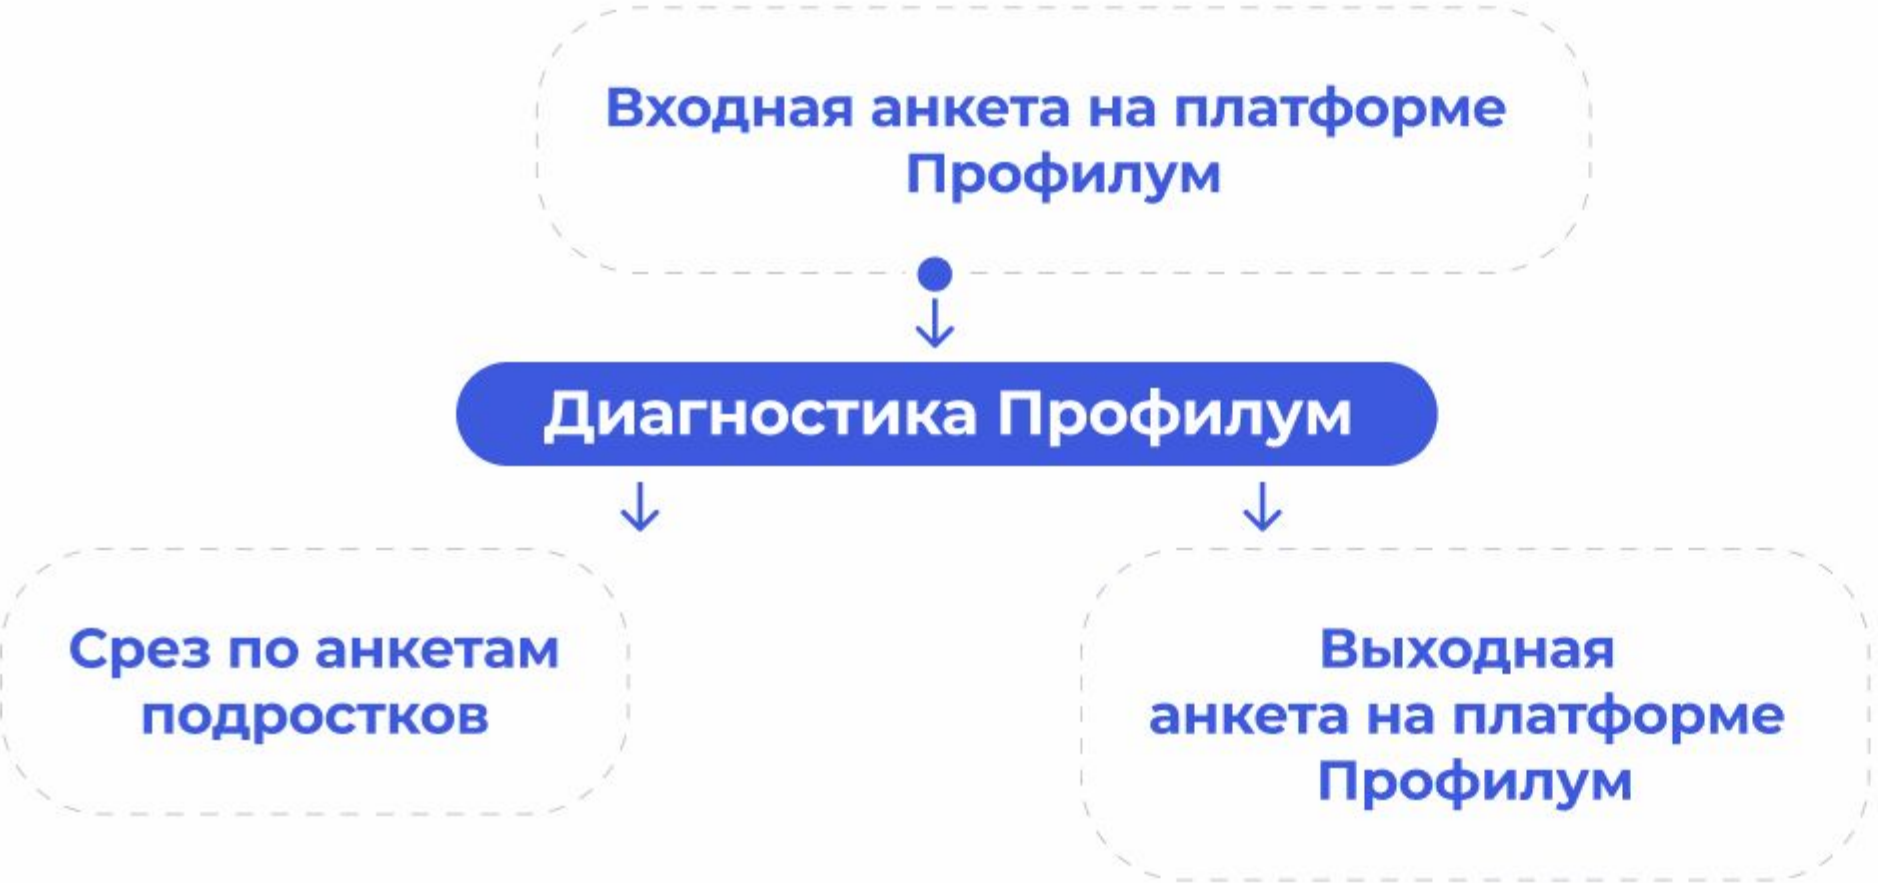 Входная анкета на платформе
Профилум
Диагностика Профилум
Срез по анкетам
подростков
Выходная
анкета на платформе
Профилум